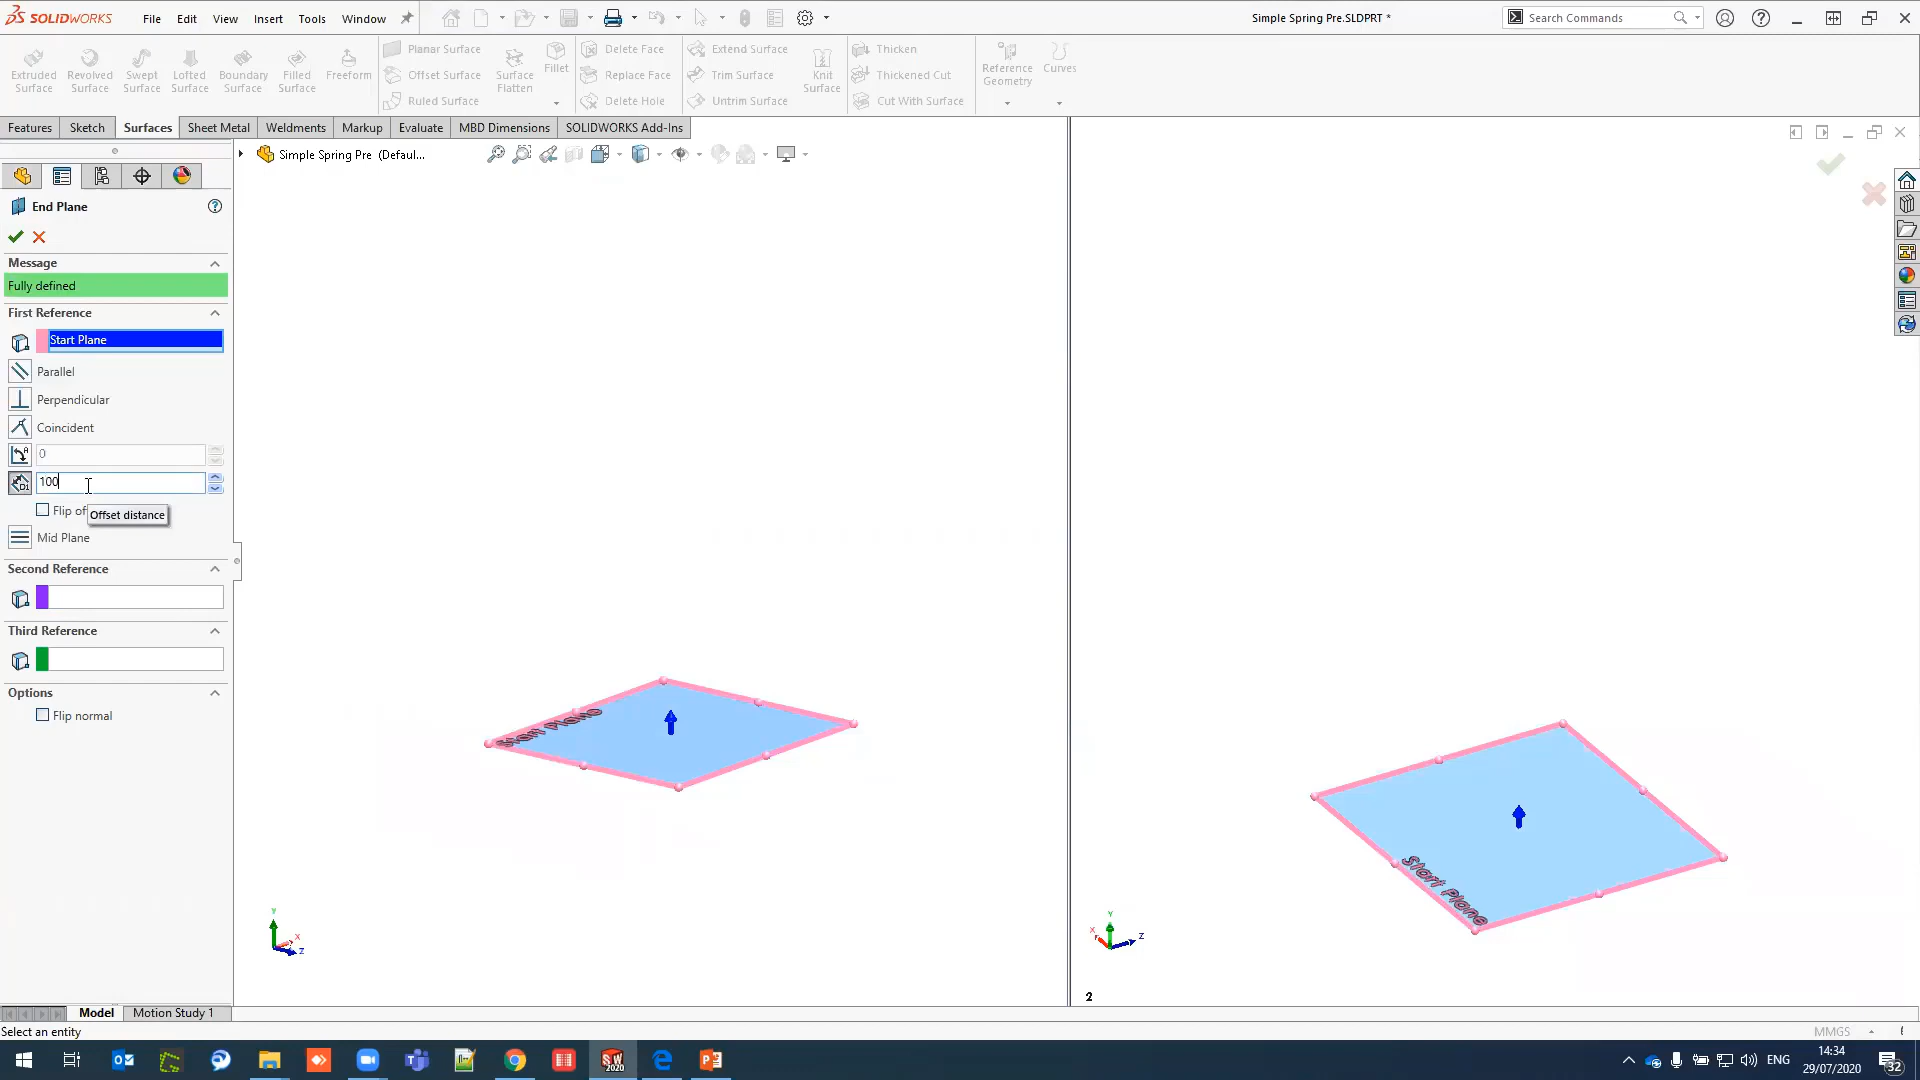 SOLIDWORKS File Edit View Insert Tools Window Simple Spring Pre.SLDPRT * Search Commands
Extruded Surface
Revolved Surface
Swept Surface
Lofted Surface
Boundary Surface
Filled Surface
Freeform
Planar Surface
Offset Surface
Ruled Surface
Surface Flatten
Fillet
Delete Face
Replace Face
Delete Hole
Extend Surface
Trim Surface
Untrim Surface
Knit Surface
Thicken
Thickened Cut
Cut With Surface
Reference Geometry
Curves
Features Sketch Surfaces Sheet Metal Weldments Markup Evaluate MBD Dimensions SOLIDWORKS Add-Ins
Simple Spring Pre (Defaul...
End Plane
Message
Fully defined
First Reference
Start Plane
Parallel
Perpendicular
Coincident
0
100
Flip of
Offset distance
Mid Plane
Second Reference
Third Reference
Options
Flip normal
Start Plane
Start Plane
Y
X
Z
Y
X
Z
2
Model Motion Study 1
Select an entity
MMGS
ENG
14:34
29/07/2020
32
SW
2020